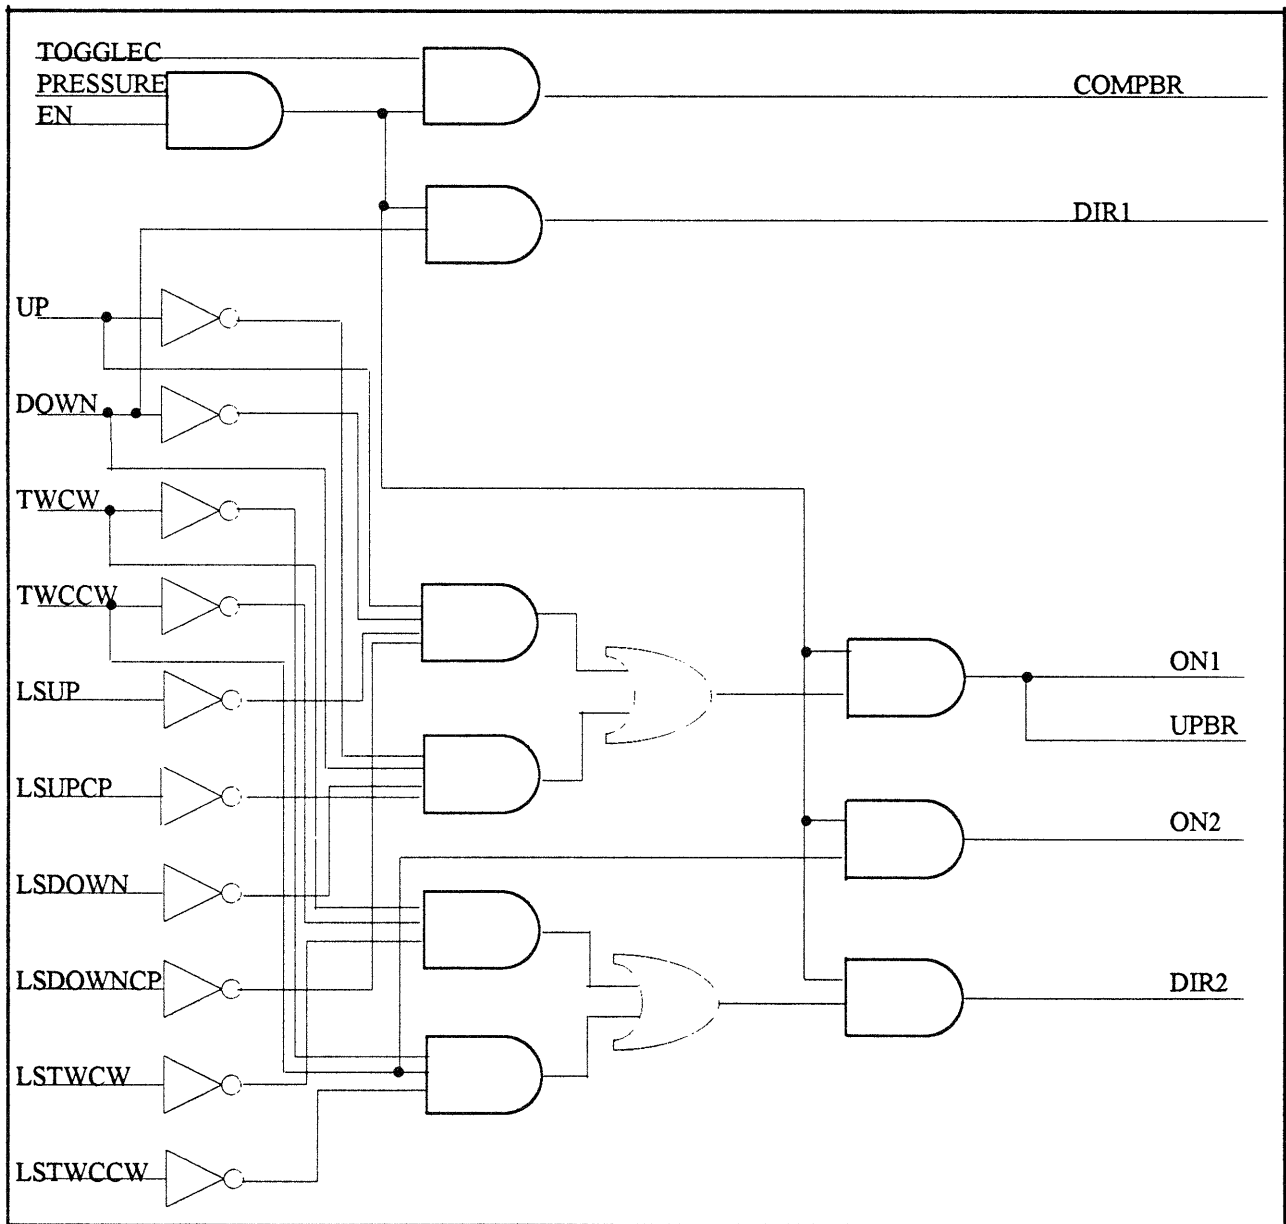 TOGGLEC
PRESSURE
EN
COMPBR
DIR1
UP
DOWN
TWCW
TWCCW
LSUP
LSUPCP
LSDOWN
LSDOWNCP
LSTWCW
LSTWCCW
ON1
UPBR
ON2
DIR2